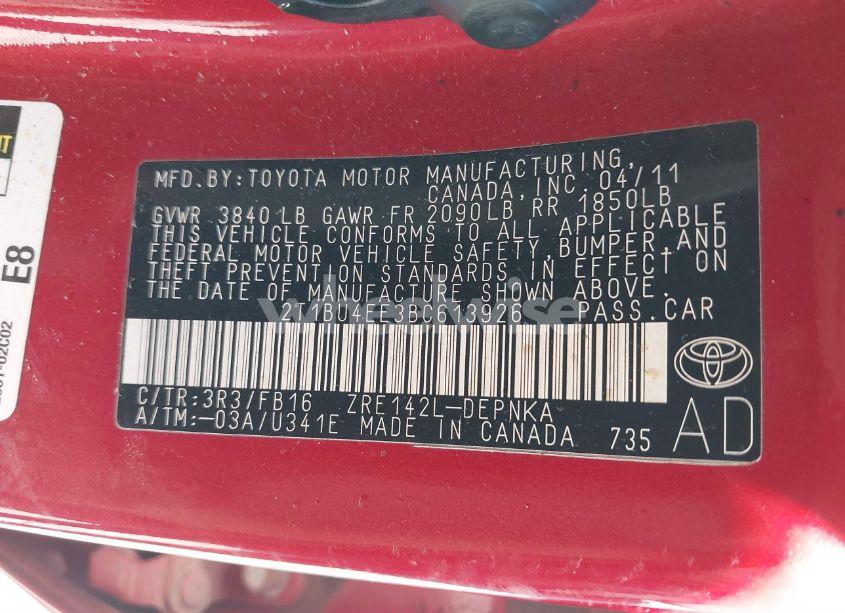 MFD. BY: TOYOTA MOTOR MANUFACTURING,
CANADA, INC. 04/11
GVWR 3840 LB GAWR FR 2090LB RR 1850LB
THIS VEHICLE CONFORMS TO ALL APPLICABLE
FEDERAL MOTOR VEHICLE SAFETY, BUMPER, AND
THEFT PREVENTION STANDARDS IN EFFECT ON
THE DATE OF MANUFACTURE SHOWN ABOVE.
2T1BU4EE3BC613926 PASS. CAR
C/TR: 3R3/FB16 ZRE142L-DEPNKA
A/TM: -03A/U341E MADE IN CANADA 735
AD
E8